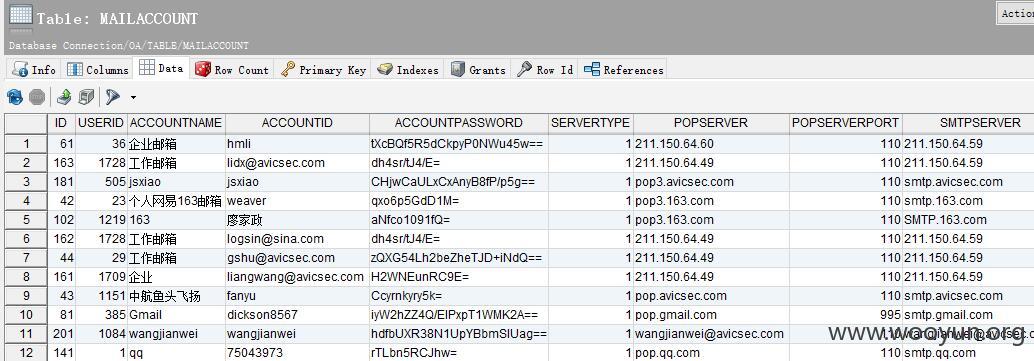 Table: MAILACCOUNT
Action
Database Connection/OA/TABLE/MAILACCOUNT
Info Columns Data Row Count Primary Key Indexes Grants Row Id References
ID USERID ACCOUNTNAME ACCOUNTID ACCOUNTPASSWORD SERVERTYPE POPSERVER POPSERVERPORT SMTPSERVER
1 61 36 企业邮箱 hmli tXcBQf5R5dCkpyP0NWu45w== 1 211.150.64.60 110 211.150.64.59
2 163 1728 工作邮箱 lidx@avicsec.com dh4sr/tJ4/E= 1 211.150.64.49 110 211.150.64.59
3 181 505 jsxiao jsxiao CHjwCaULxCxAnyB8fP/p5g== 1 pop3.avicsec.com 110 smtp.avicsec.com
4 42 23 个人网易163邮箱 weaver qxo6p5GdD1M= 1 pop3.163.com 110 smtp.163.com
5 102 1219 163 廖家政 aNfco1091fQ= 1 pop3.163.com 110 SMTP.163.com
6 162 1728 工作邮箱 logsin@sina.com dh4sr/tJ4/E= 1 211.150.64.49 110 211.150.64.59
7 44 29 工作邮箱 gshu@avicsec.com zQXG54Lh2beZheTJD+iNdQ== 1 211.150.64.49 110 211.150.64.59
8 161 1709 企业 liangwang@avicsec.com H2WNEunRC9E= 1 211.150.64.49 110 211.150.64.59
9 43 1151 中航鱼头飞扬 fanyu Ccyrnkyry5k= 1 pop.avicsec.com 110 smtp.avicsec.com
10 81 385 Gmail dickson8567 iyW2hZZ4Q/EIPxpT1WMK2A== 1 pop.gmail.com 995 smtp.gmail.com
11 201 1084 wangjianwei wangjianwei hdfbUXR38N1UpYBbmSIUag== 1 wangjianwei@avicsec.com 110
12 141 1 qq 75043973 rTLbn5RCJhw= 1 pop.qq.com 110 smtp.qq.com
www.wooyun.org